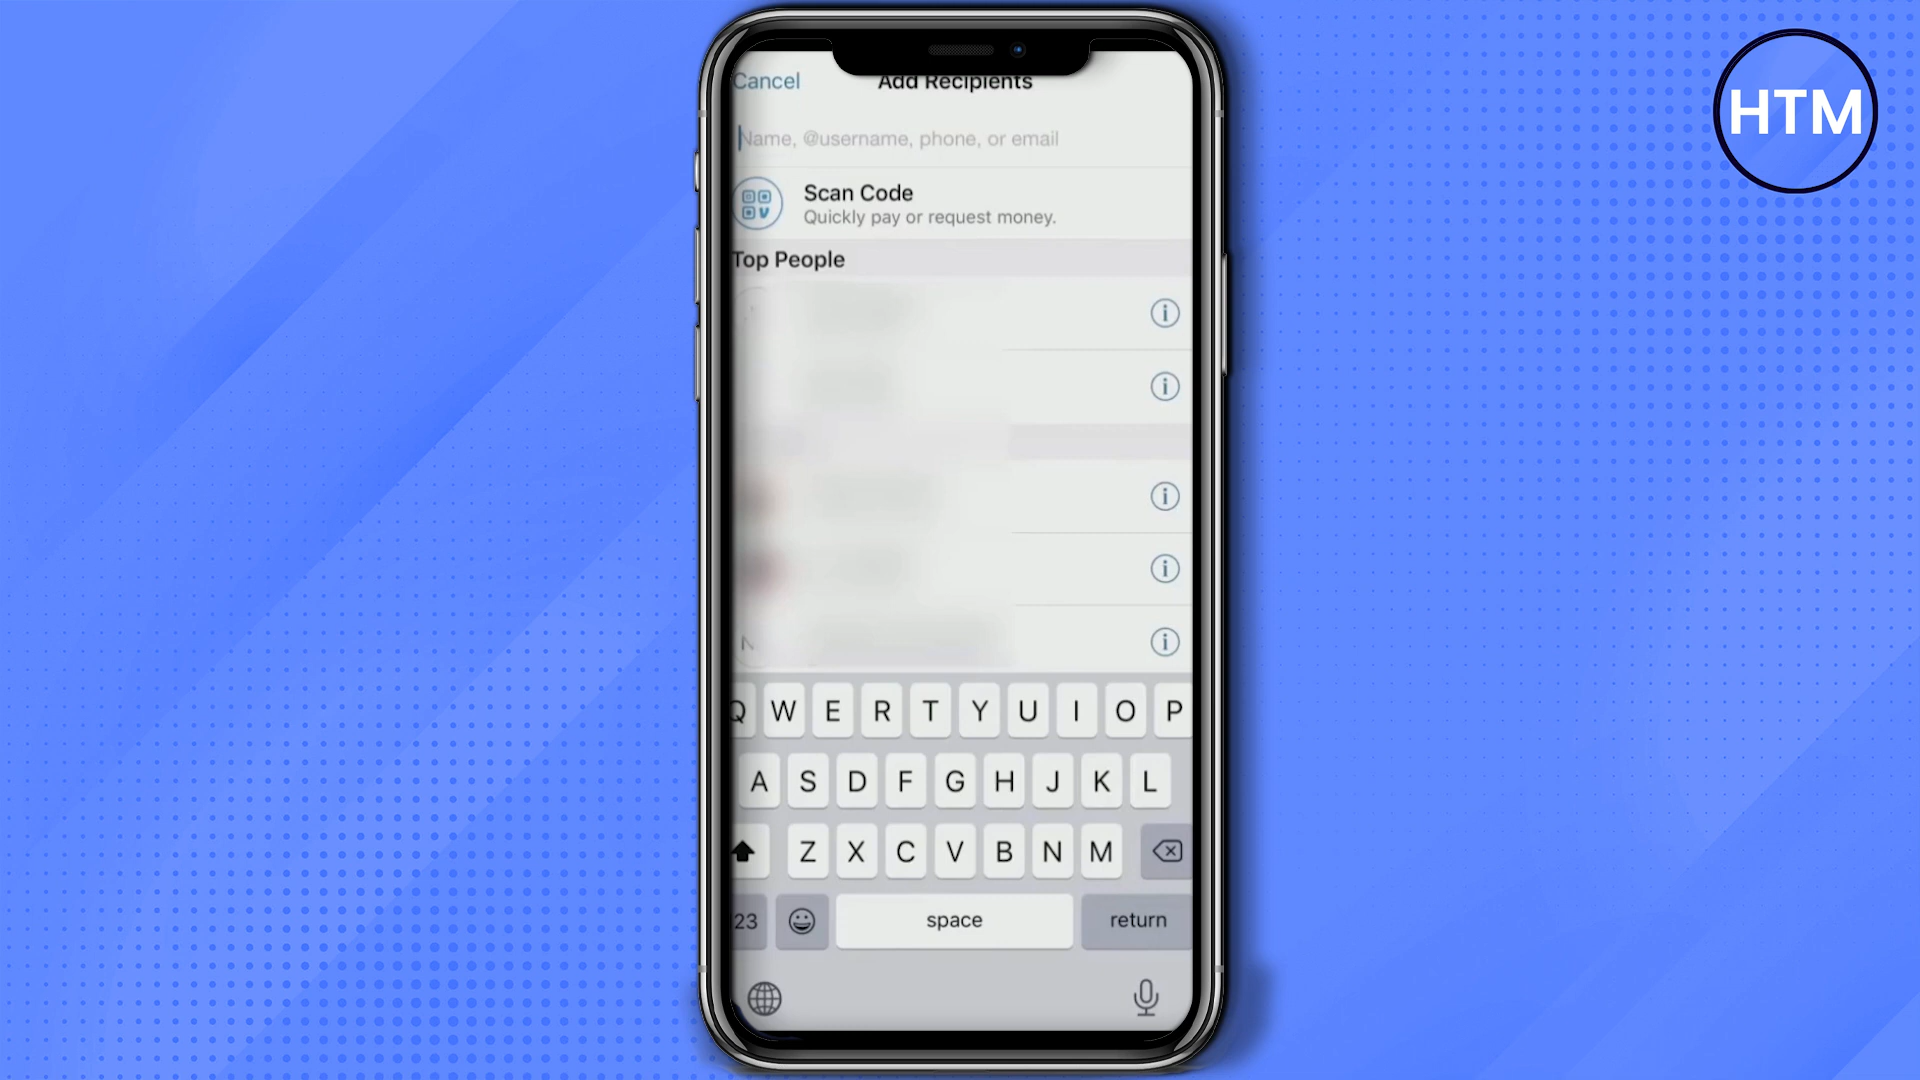 HTM
Cancel Add Recipients
Name, @username, phone, or email
Scan Code
Quickly pay or request money.
Top People
Q W E R T Y U I O P
A S D F G H J K L
Z X C V B N M
123 space return